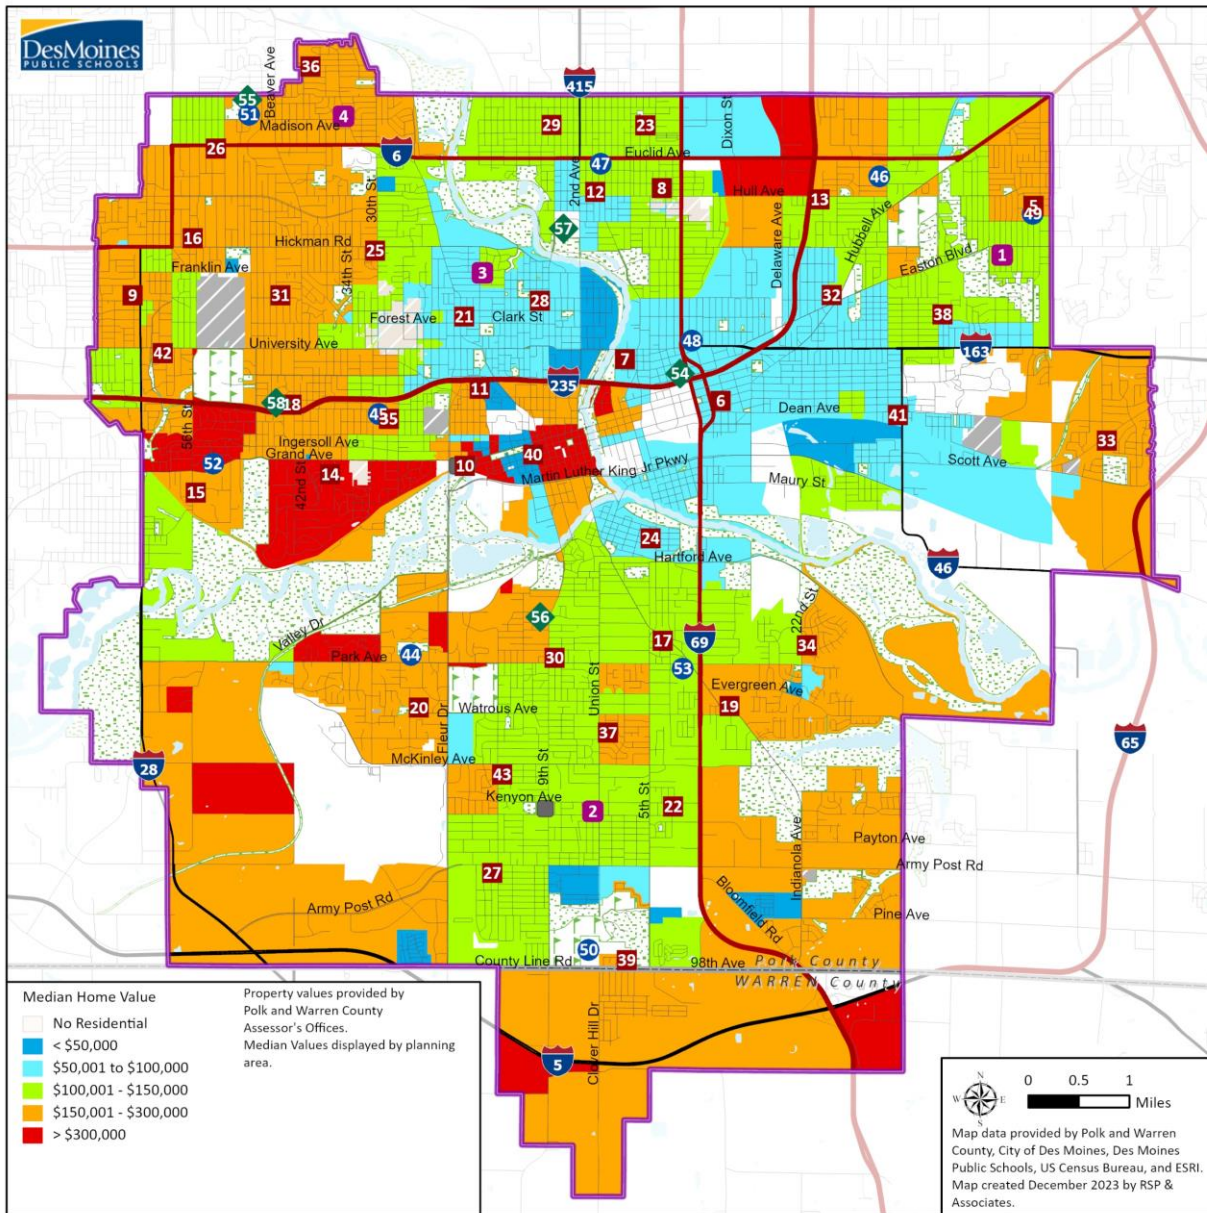 DesMoines
PUBLIC SCHOOLS
36
415
55
Beaver Ave
51
4
Madison Ave
29
23
Dixon St
26
6
Euclid Ave
47
2nd Ave
46
30th St
12
8
Hull Ave
13
5
49
57
Hubbell Ave
16
Hickman Rd
25
34th St
Delaware Ave
Easton Blvd
1
Franklin Ave
3
9
31
28
32
21
Forest Ave
Clark St
38
University Ave
48
163
42
7
54
11
235
58
18
6
Dean Ave
41
56th St
45
35
Ingersoll Ave
Grand Ave
33
52
42nd St
14
10
40
Martin Luther King Jr Pkwy
Scott Ave
15
Maury St
24
Hartford Ave
46
22nd St
56
Valley Dr
17
69
34
Park Ave
44
30
53
Union St
Evergreen Ave
20
Fleur Dr
Watrous Ave
19
37
65
28
McKinley Ave
43
9th St
Kenyon Ave
2
5th St
22
Indianola Ave
Payton Ave
27
Army Post Rd
Army Post Rd
Bloomfield Rd
Pine Ave
50
County Line Rd
39
98th Ave
Polk County
WARREN County
Clover Hill Dr
5
Median Home Value
No Residential
< $50,000
$50,001 to $100,000
$100,001 - $150,000
$150,001 - $300,000
> $300,000
Property values provided by
Polk and Warren County
Assessor's Offices.
Median Values displayed by planning
area.
N
W E
S
0 0.5 1
Miles
Map data provided by Polk and Warren
County, City of Des Moines, Des Moines
Public Schools, US Census Bureau, and ESRI.
Map created December 2023 by RSP &
Associates.